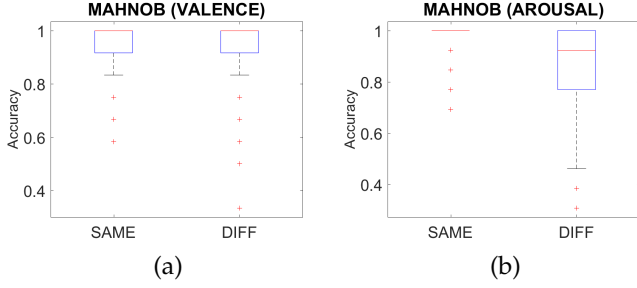 MAHNOB (VALENCE)
1
0.8
0.6
0.4
Accuracy
SAME DIFF
(a)
MAHNOB (AROUSAL)
1
0.8
0.6
0.4
Accuracy
SAME DIFF
(b)